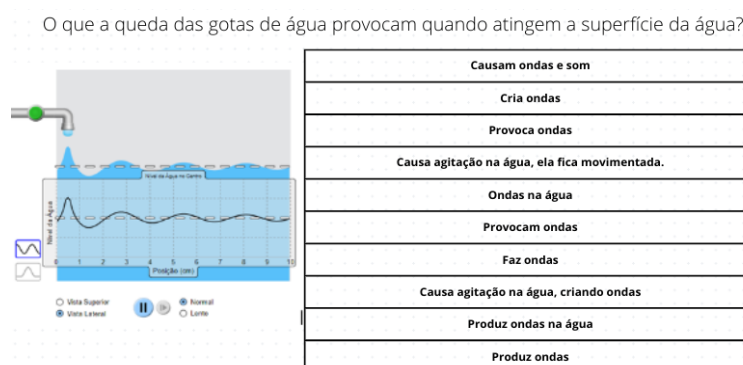 O que a queda das gotas de água provocam quando atingem a superfície da água?
Causam ondas e som
Cria ondas
Provoca ondas
Causa agitação na água, ela fica movimentada.
Ondas na água
Provocam ondas
Faz ondas
Causa agitação na água, criando ondas
Produz ondas na água
Produz ondas
Nível da Água no Centro
Nível da Água
0 1 2 3 4 5 6 7 8 9 10
Posição (cm)
Vista Superior
Vista Lateral
Normal
Lento